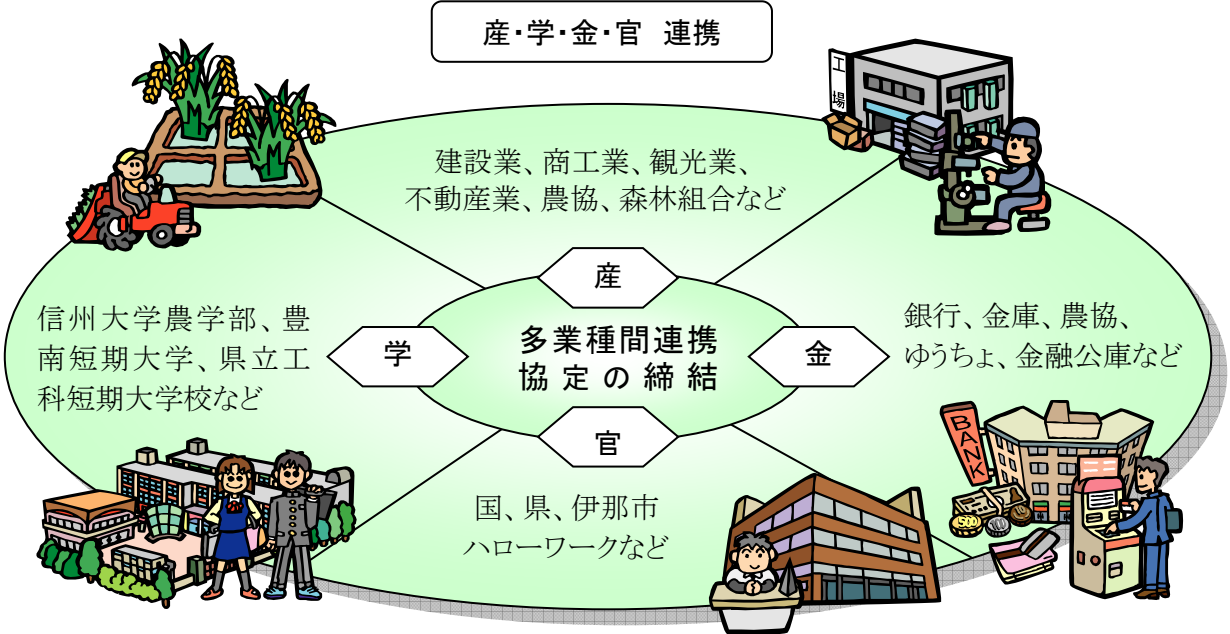 産・学・金・官 連携
工場
建設業、商工業、観光業、
不動産業、農協、森林組合など
産
信州大学農学部、豊
南短期大学、県立工
科短期大学校など
学
多業種間連携
協定の締結
金
銀行、金庫、農協、
ゆうちょ、金融公庫など
官
国、県、伊那市
ハローワークなど
BANK
500